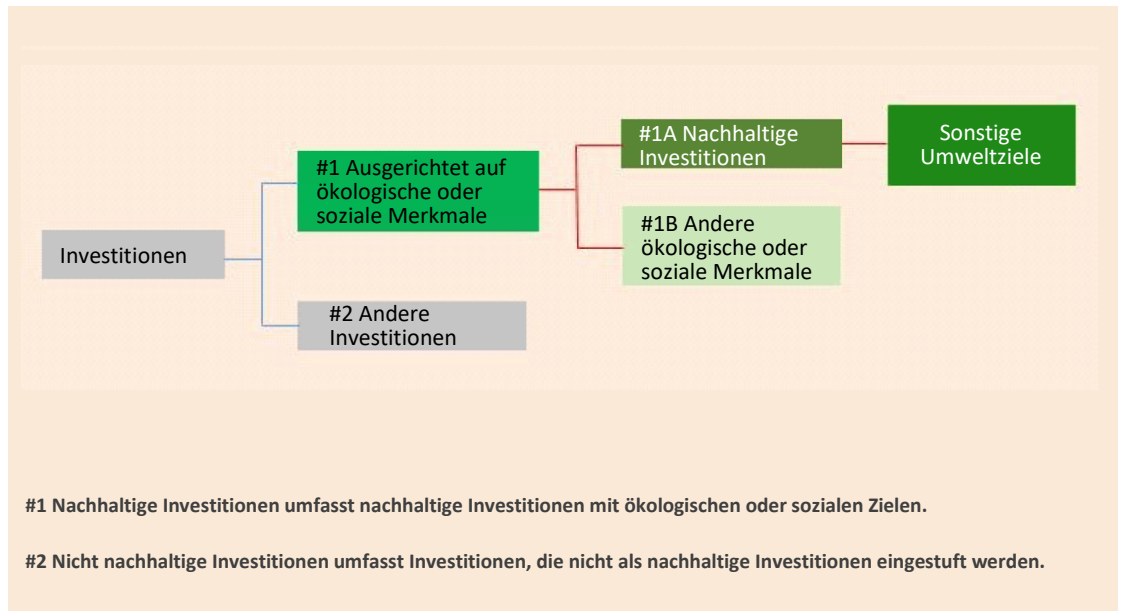 #1A Nachhaltige
Investitionen
Sonstige
Umweltziele
#1 Ausgerichtet auf
ökologische oder
soziale Merkmale
#1B Andere
ökologische oder
soziale Merkmale
Investitionen
#2 Andere
Investitionen
#1 Nachhaltige Investitionen umfasst nachhaltige Investitionen mit ökologischen oder sozialen Zielen.
#2 Nicht nachhaltige Investitionen umfasst Investitionen, die nicht als nachhaltige Investitionen eingestuft werden.